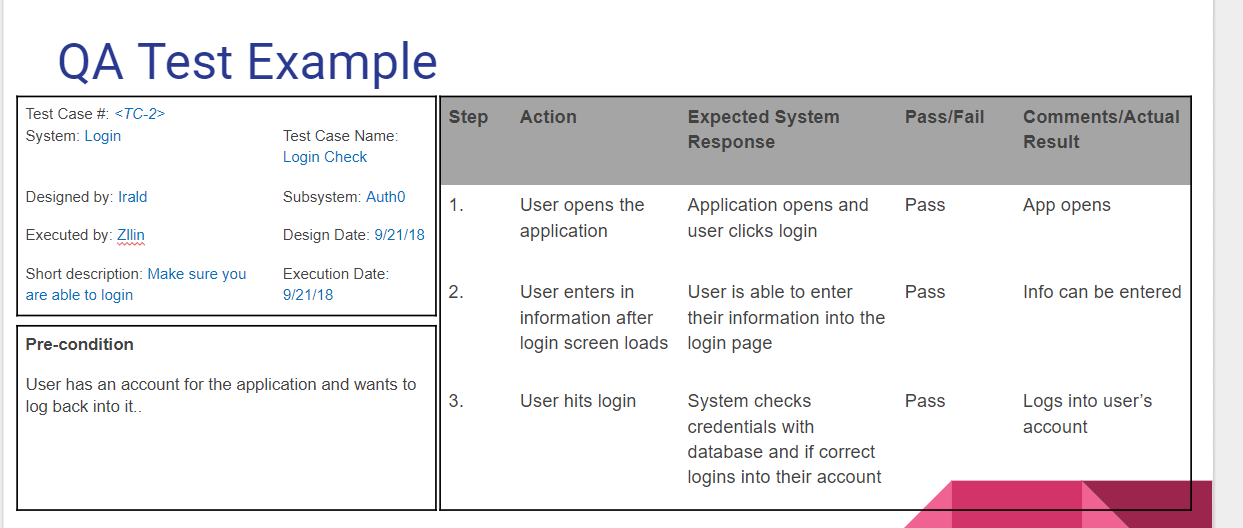 QA Test Example
Test Case #: <TC-2>
System: Login
Test Case Name:
Login Check
Designed by: Irald
Subsystem: Auth0
Executed by: ZIlin
Design Date: 9/21/18
Short description: Make sure you
are able to login
Execution Date:
9/21/18
Pre-condition
User has an account for the application and wants to
log back into it..
Step Action Expected System Pass/Fail Comments/Actual
Response Result
1. User opens the Application opens and Pass App opens
application user clicks login
2. User enters in User is able to enter Pass Info can be entered
information after their information into the
login screen loads login page
3. User hits login System checks Pass Logs into user’s
credentials with account
database and if correct
logins into their account